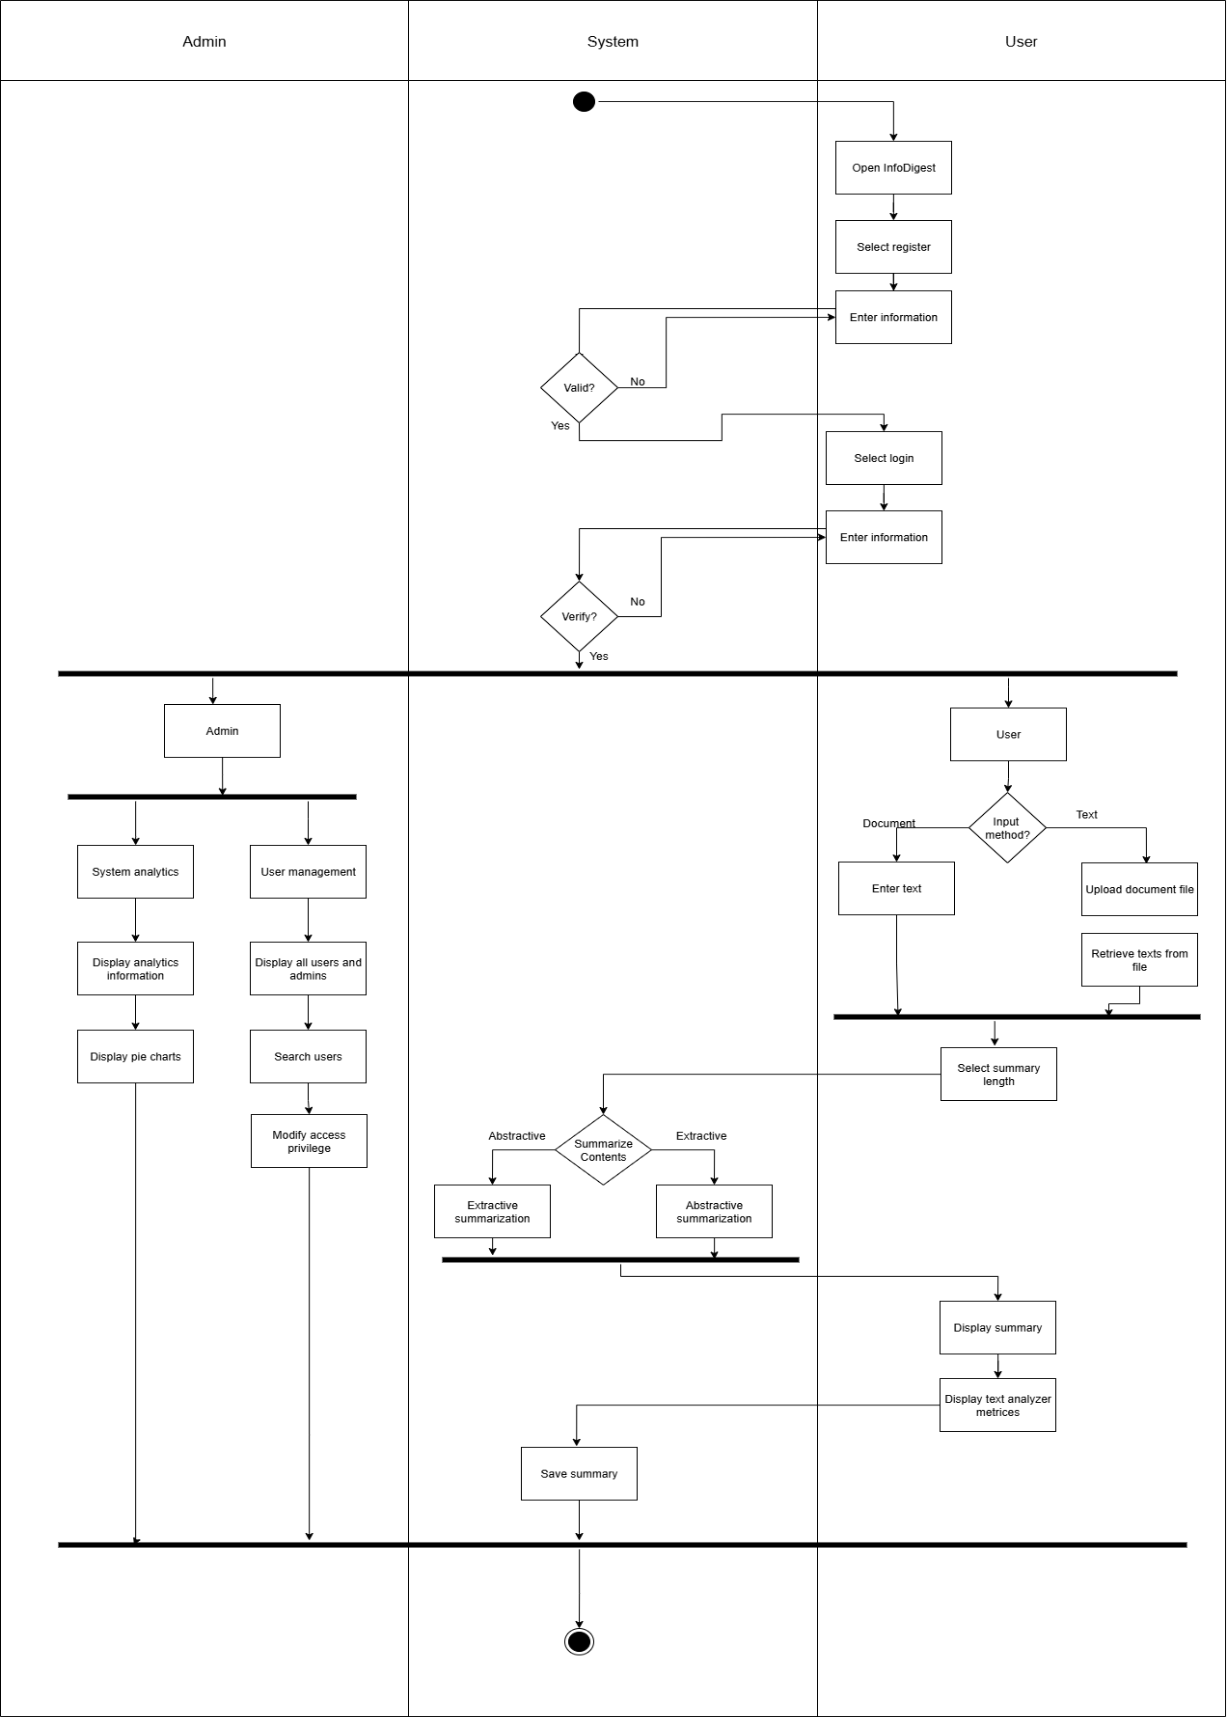 Admin
System
User
Open InfoDigest
Select register
Enter information
Valid?
No
Yes
Select login
Enter information
Verify?
No
Yes
Admin
User
Input
method?
Document
Text
System analytics
User management
Enter text
Upload document file
Display analytics
information
Display all users and
admins
Retrieve texts from
file
Display pie charts
Search users
Select summary
length
Modify access
privilege
Abstractive
Summarize
Contents
Extractive
Extractive
summarization
Abstractive
summarization
Display summary
Display text analyzer
metrices
Save summary